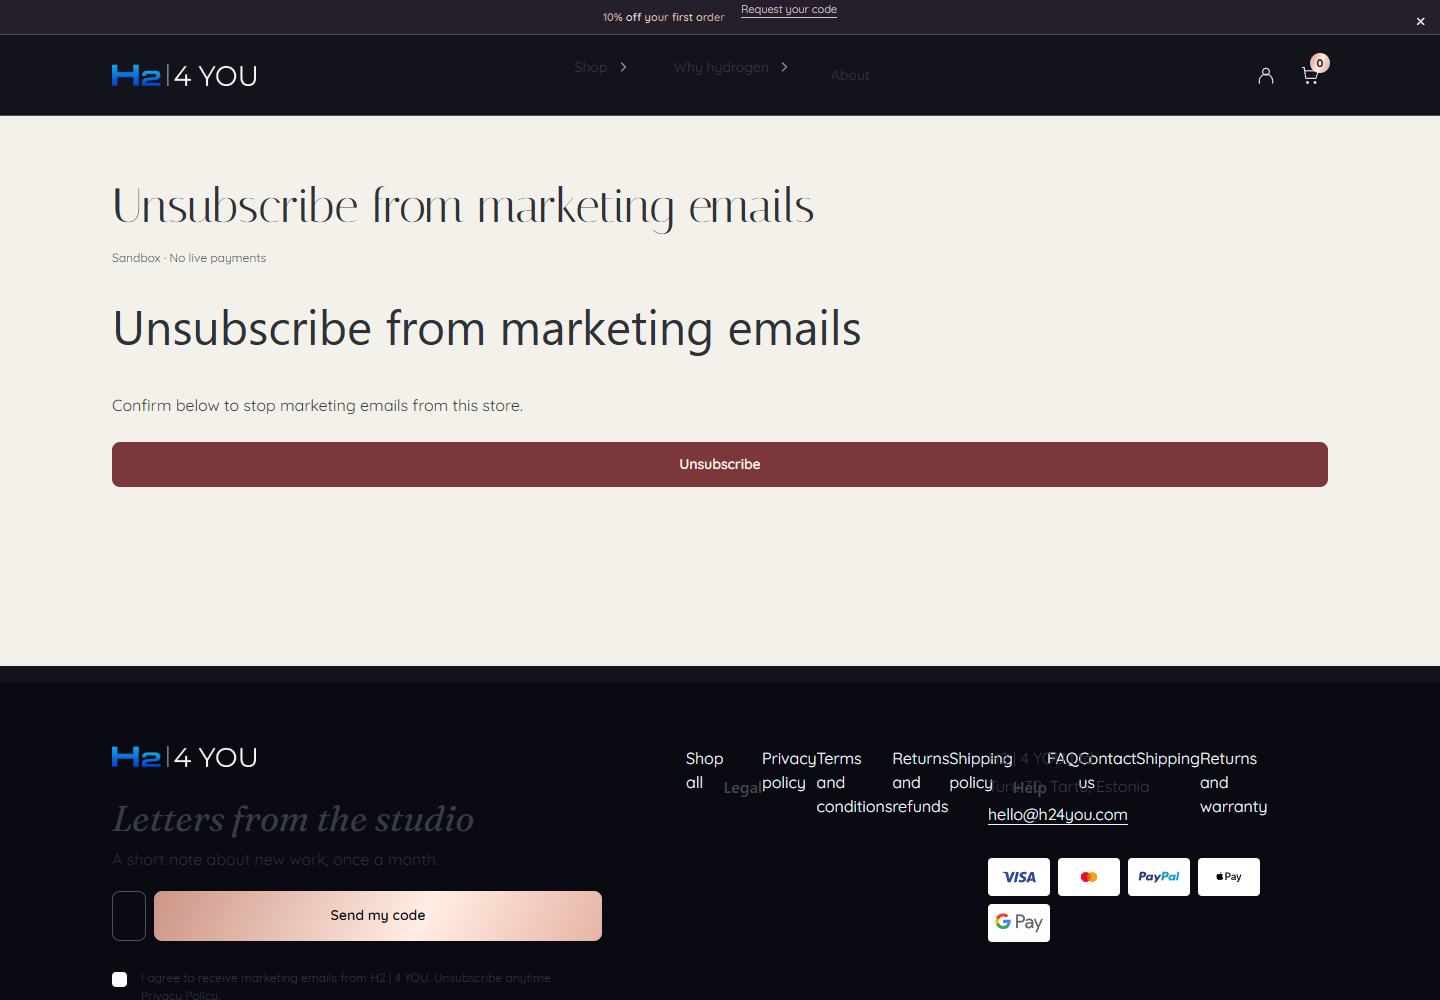 10% off your first order Request your code ×
H2 | 4 YOU Shop Why hydrogen About 0
Unsubscribe from marketing emails
Sandbox · No live payments
Unsubscribe from marketing emails
Confirm below to stop marketing emails from this store.
Unsubscribe
H2 | 4 YOU
Letters from the studio
A short note about new work, once a month.
Send my code
I agree to receive marketing emails from H2 | 4 YOU. Unsubscribe anytime.
Privacy Policy.
Shop all
Legal
Privacy policy
Terms and conditions
Returns and refunds
Shipping policy
Help
FAQ
Contact us
Shipping
Returns and warranty
H2 | 4 YOU
Tartu, Estonia
hello@h24you.com
VISA PayPal Pay
G Pay